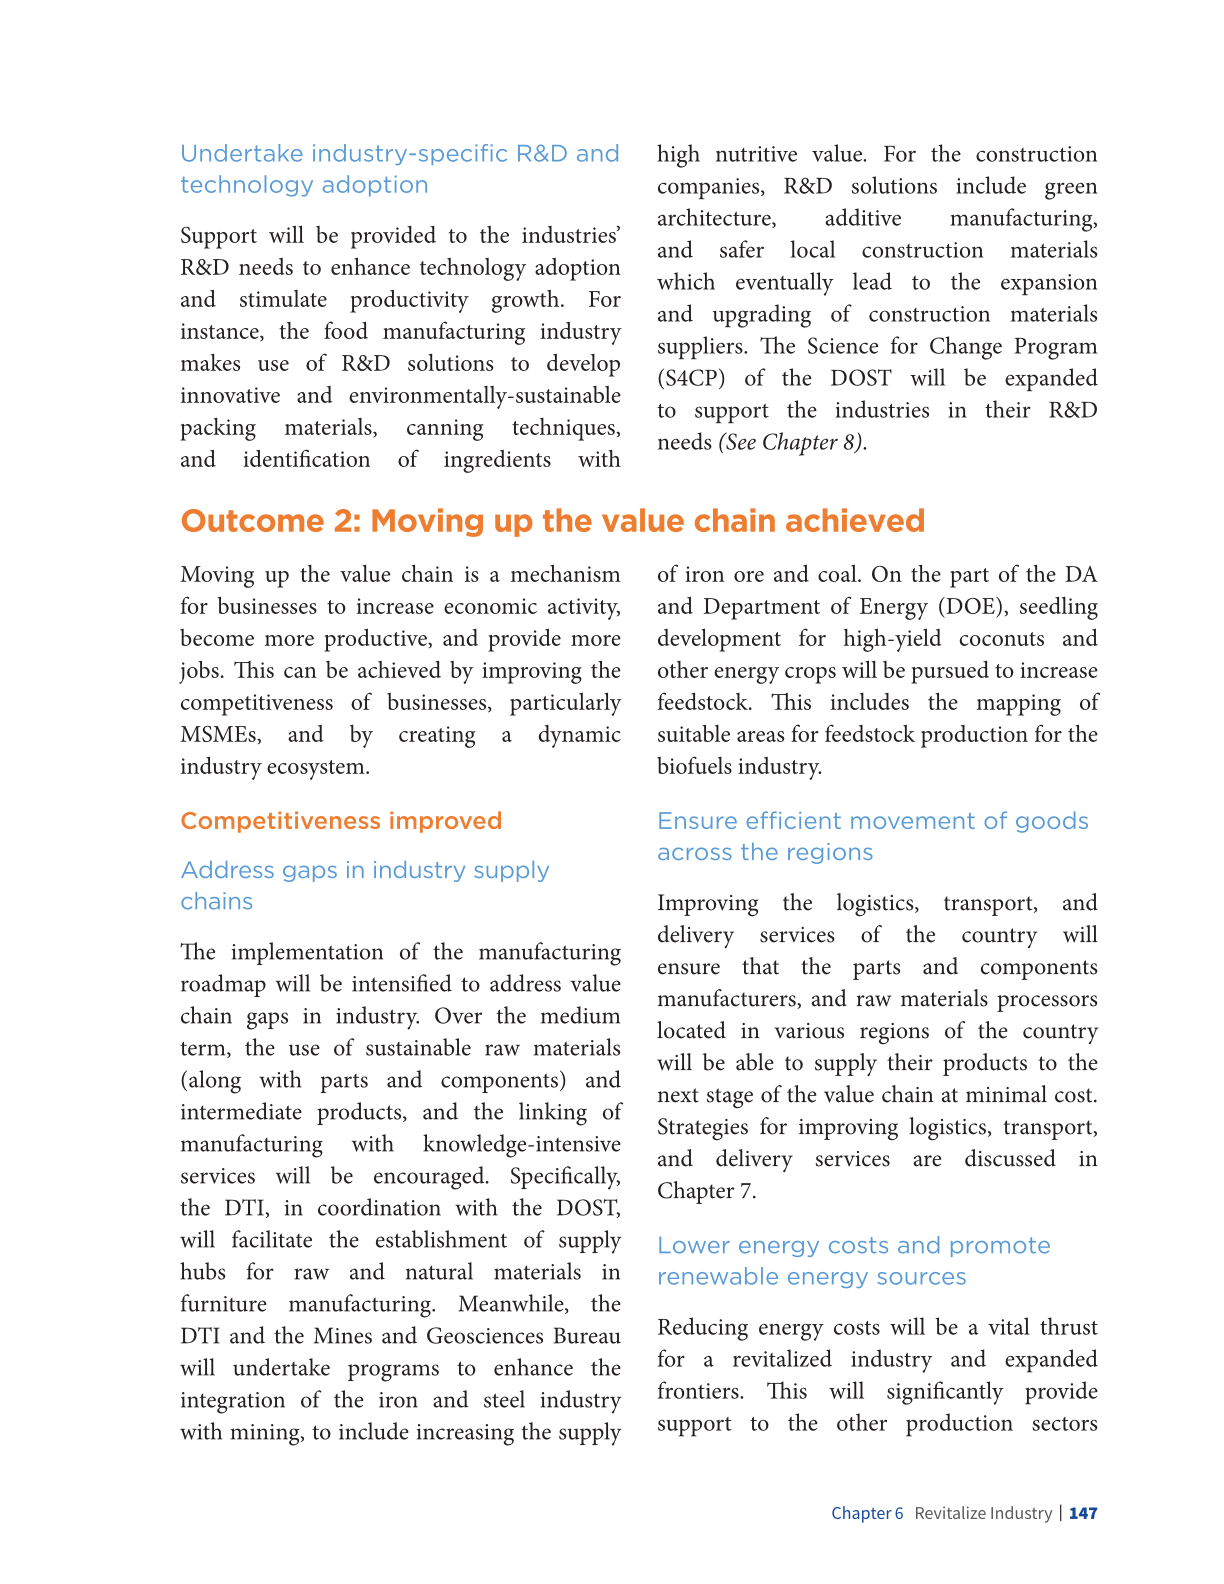 Undertake industry-specific R&D and
technology adoption
Support will be provided to the industries’
R&D needs to enhance technology adoption
and stimulate productivity growth. For
instance, the food manufacturing industry
makes use of R&D solutions to develop
innovative and environmentally-sustainable
packing materials, canning techniques,
and identification of ingredients with
high nutritive value. For the construction
companies, R&D solutions include green
architecture, additive manufacturing,
and safer local construction materials
which eventually lead to the expansion
and upgrading of construction materials
suppliers. The Science for Change Program
(S4CP) of the DOST will be expanded
to support the industries in their R&D
needs (See Chapter 8).
Outcome 2: Moving up the value chain achieved
Moving up the value chain is a mechanism
for businesses to increase economic activity,
become more productive, and provide more
jobs. This can be achieved by improving the
competitiveness of businesses, particularly
MSMEs, and by creating a dynamic
industry ecosystem.
Competitiveness improved
Address gaps in industry supply
chains
The implementation of the manufacturing
roadmap will be intensified to address value
chain gaps in industry. Over the medium
term, the use of sustainable raw materials
(along with parts and components) and
intermediate products, and the linking of
manufacturing with knowledge-intensive
services will be encouraged. Specifically,
the DTI, in coordination with the DOST,
will facilitate the establishment of supply
hubs for raw and natural materials in
furniture manufacturing. Meanwhile, the
DTI and the Mines and Geosciences Bureau
will undertake programs to enhance the
integration of the iron and steel industry
with mining, to include increasing the supply
of iron ore and coal. On the part of the DA
and Department of Energy (DOE), seedling
development for high-yield coconuts and
other energy crops will be pursued to increase
feedstock. This includes the mapping of
suitable areas for feedstock production for the
biofuels industry.
Ensure efficient movement of goods
across the regions
Improving the logistics, transport, and
delivery services of the country will
ensure that the parts and components
manufacturers, and raw materials processors
located in various regions of the country
will be able to supply their products to the
next stage of the value chain at minimal cost.
Strategies for improving logistics, transport,
and delivery services are discussed in
Chapter 7.
Lower energy costs and promote
renewable energy sources
Reducing energy costs will be a vital thrust
for a revitalized industry and expanded
frontiers. This will significantly provide
support to the other production sectors
Chapter 6 Revitalize Industry | 147